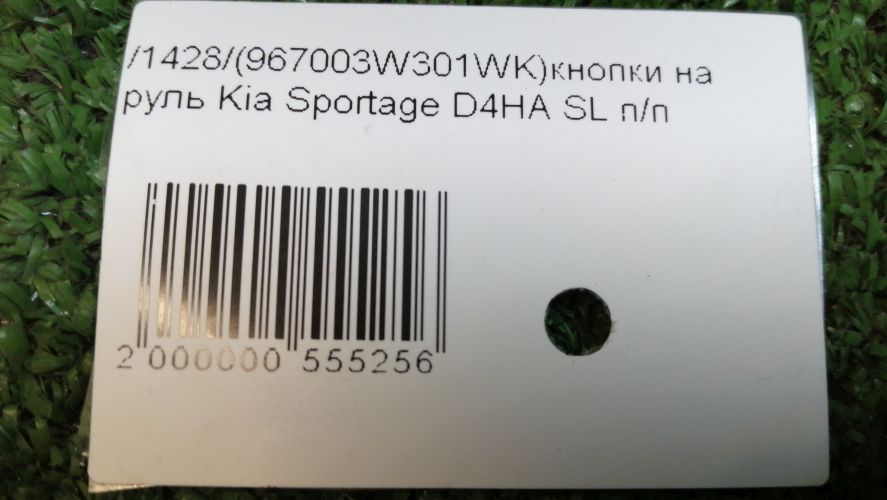 /1428/(967003W301WK)кнопки на
руль Kia Sportage D4HA SL п/п
2 000000 555256